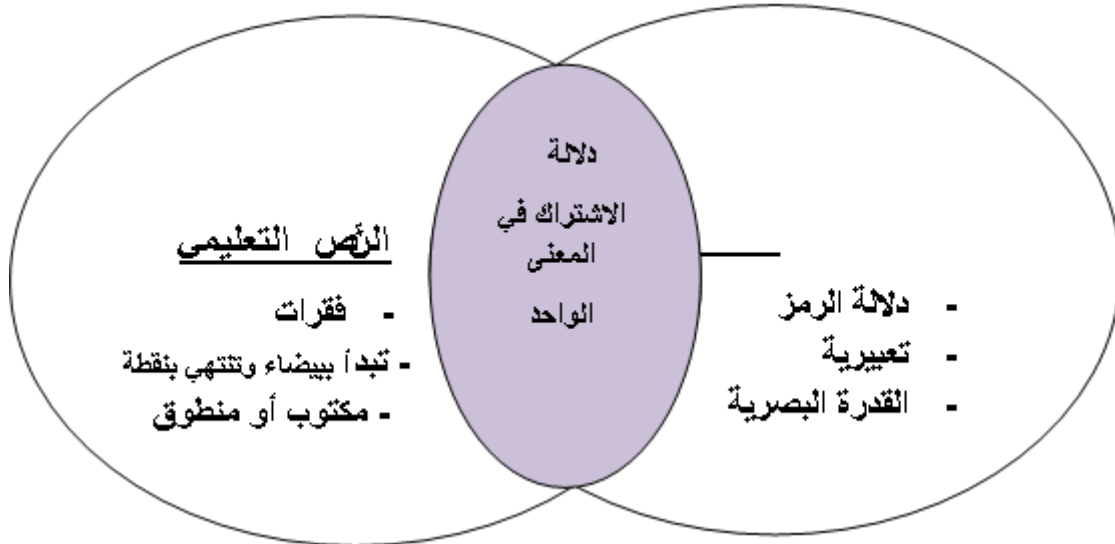 دلالة
الاشتراك في
المعنى
الواحد
النص التعليمي
- فقرات
- تبدأ ببيضاء وتنتهي بنقطة
- مكتوب أو منطوق
- دلالة الرمز
- تعبيرية
- القدرة البصرية